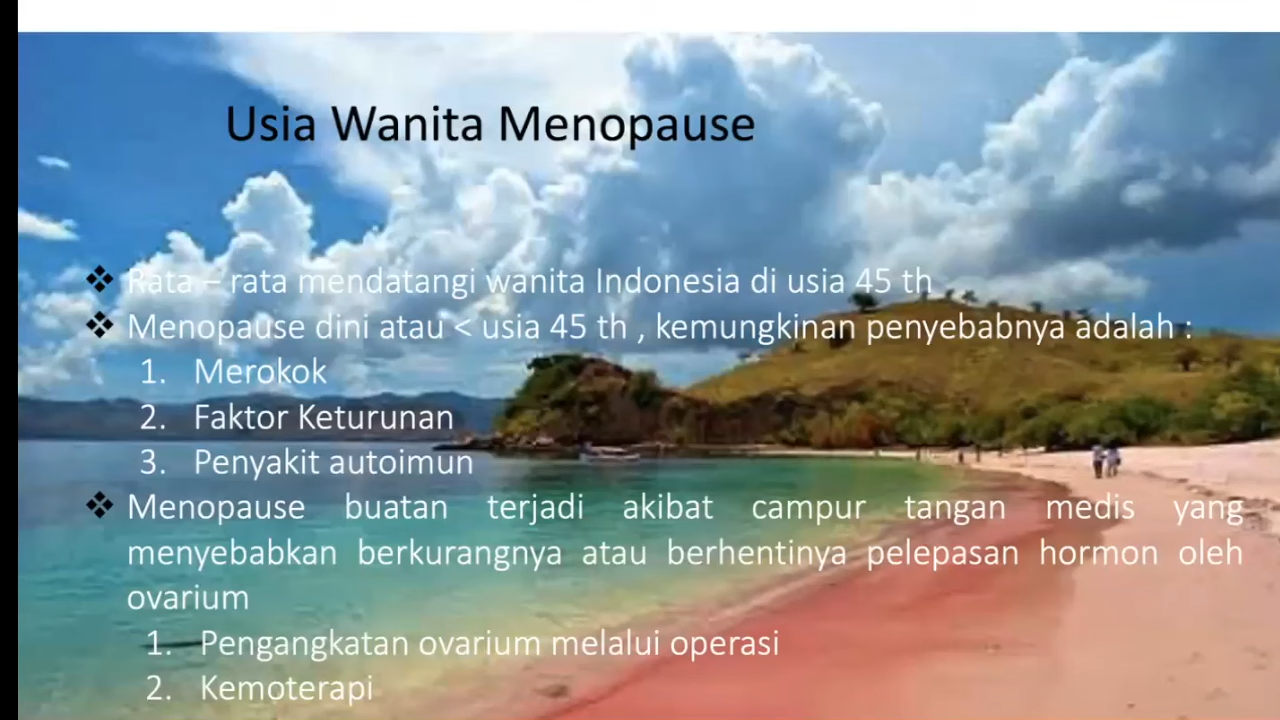 Usia Wanita Menopause
❖ Rata – rata mendatangi wanita Indonesia di usia 45 th
❖ Menopause dini atau < usia 45 th , kemungkinan penyebabnya adalah :
1. Merokok
2. Faktor Keturunan
3. Penyakit autoimun
❖ Menopause buatan terjadi akibat campur tangan medis yang
menyebabkan berkurangnya atau berhentinya pelepasan hormon oleh
ovarium
1. Pengangkatan ovarium melalui operasi
2. Kemoterapi